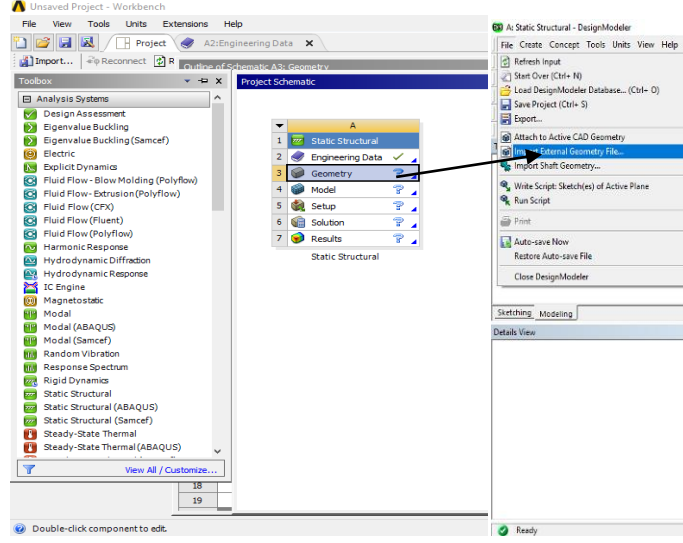 Unsaved Project - Workbench
File View Tools Units Extensions Help
Project A2:Engineering Data
Import... Reconnect R
Outline of Schematic A3: Geometry
Toolbox
Analysis Systems
Design Assessment
Eigenvalue Buckling
Eigenvalue Buckling (Samcef)
Electric
Explicit Dynamics
Fluid Flow - Blow Molding (Polyflow)
Fluid Flow- Extrusion(Polyflow)
Fluid Flow (CFX)
Fluid Flow (Fluent)
Fluid Flow (Polyflow)
Harmonic Response
Hydrodynamic Diffraction
Hydrodynamic Response
IC Engine
Magnetostatic
Modal
Modal (ABAQUS)
Modal (Samcef)
Random Vibration
Response Spectrum
Rigid Dynamics
Static Structural
Static Structural (ABAQUS)
Static Structural (Samcef)
Steady-State Thermal
Steady-State Thermal (ABAQUS)
View All / Customize...
18
19
Double-click component to edit.
Project Schematic
A
1 Static Structural
2 Engineering Data
3 Geometry
4 Model
5 Setup
6 Solution
7 Results
Static Structural
A: Static Structural - DesignModeler
File Create Concept Tools Units View Help
Refresh Input
Start Over (Ctrl+ N)
Load DesignModeler Database... (Ctrl+ O)
Save Project (Ctrl+ S)
Export...
Attach to Active CAD Geometry
Import External Geometry File...
Import Shaft Geometry...
Write Script: Sketch(es) of Active Plane
Run Script
Print
Auto-save Now
Restore Auto-save File
Close DesignModeler
Sketching Modeling
Details View
Ready